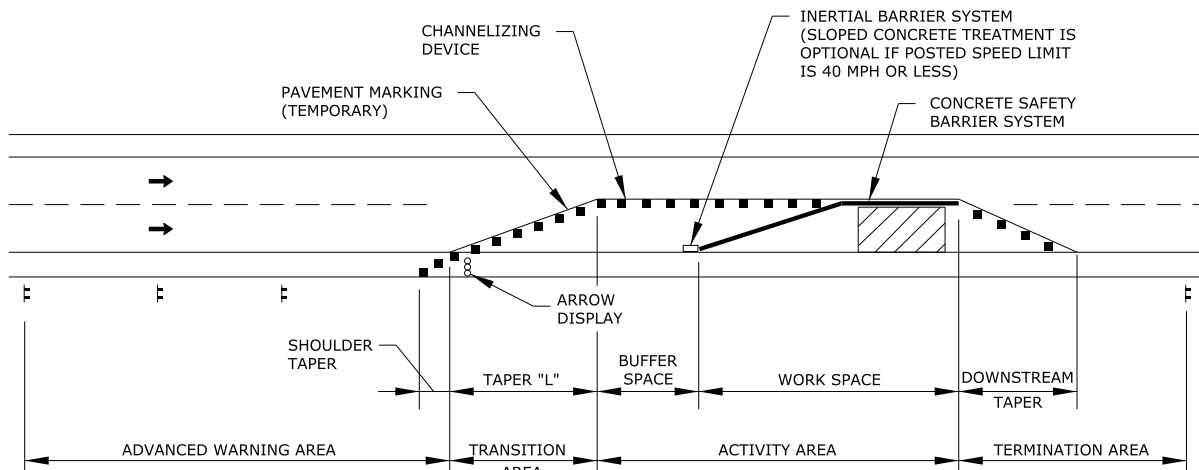 INERTIAL BARRIER SYSTEM
(SLOPED CONCRETE TREATMENT IS
OPTIONAL IF POSTED SPEED LIMIT
IS 40 MPH OR LESS)
CHANNELIZING
DEVICE
PAVEMENT MARKING
(TEMPORARY)
CONCRETE SAFETY
BARRIER SYSTEM
ARROW
DISPLAY
SHOULDER
TAPER
TAPER "L"
BUFFER
SPACE
WORK SPACE
DOWNSTREAM
TAPER
ADVANCED WARNING AREA
TRANSITION
AREA
ACTIVITY AREA
TERMINATION AREA